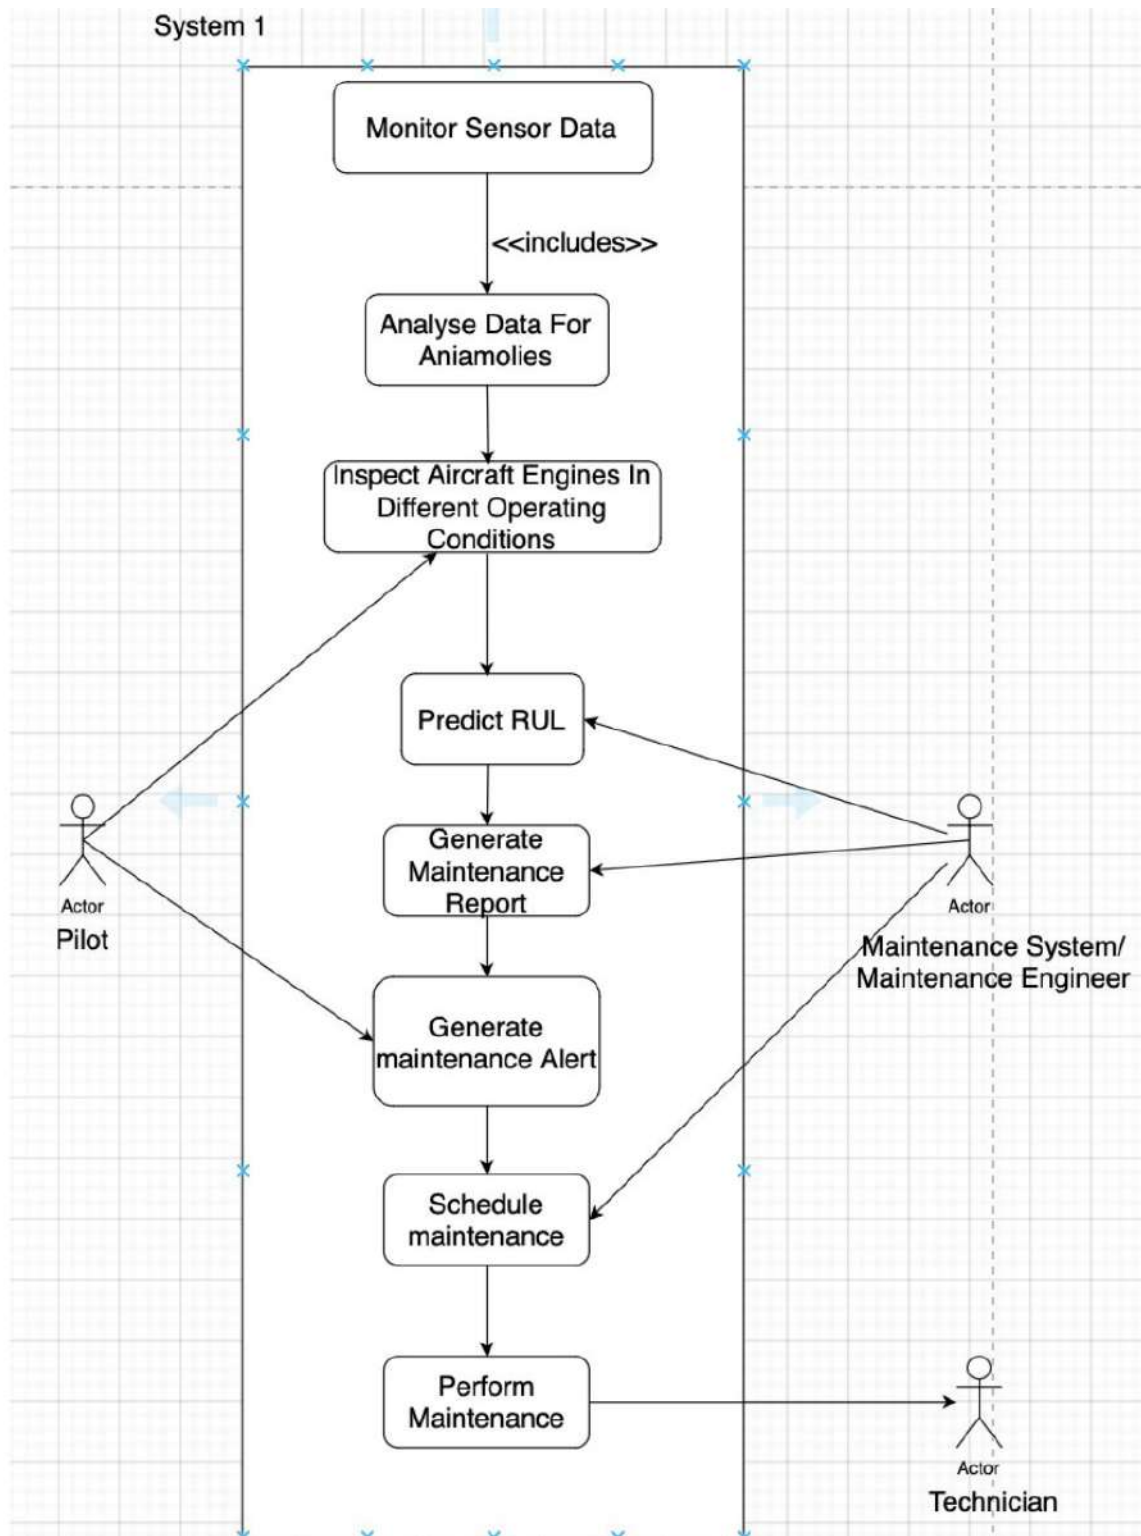 System 1
Monitor Sensor Data
<<includes>>
Analyse Data For
Aniamolies
Inspect Aircraft Engines In
Different Operating
Conditions
Predict RUL
Generate
Maintenance
Report
Actor
Pilot
Actor
Maintenance System/
Maintenance Engineer
Generate
maintenance Alert
Schedule
maintenance
Perform
Maintenance
Actor
Technician